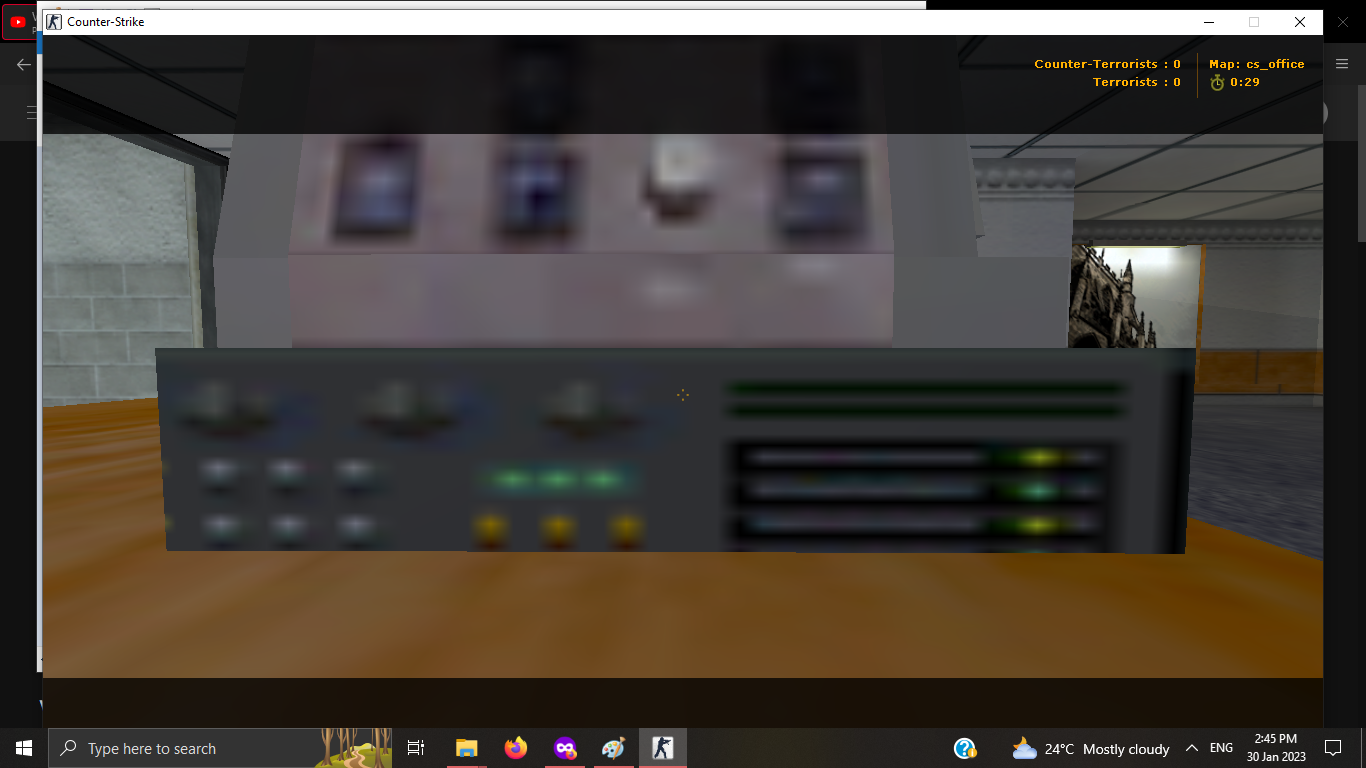 Counter-Strike
Counter-Terrorists : 0
Terrorists : 0
Map: cs_office
0:29
Type here to search
24°C Mostly cloudy
ENG
2:45 PM
30 Jan 2023